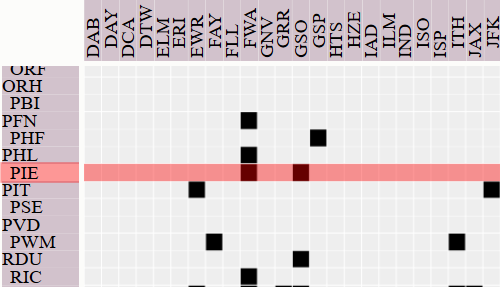 DAB DAY DCA DTW ELM ERI EWR FAY FLL FWA GNV GRR GSO GSP HTS HZE IAD ILM IND ISO ISP ITH JAX JFK
ORF
ORH
PBI
PFN
PHF
PHL
PIE
PIT
PSE
PVD
PWM
RDU
RIC